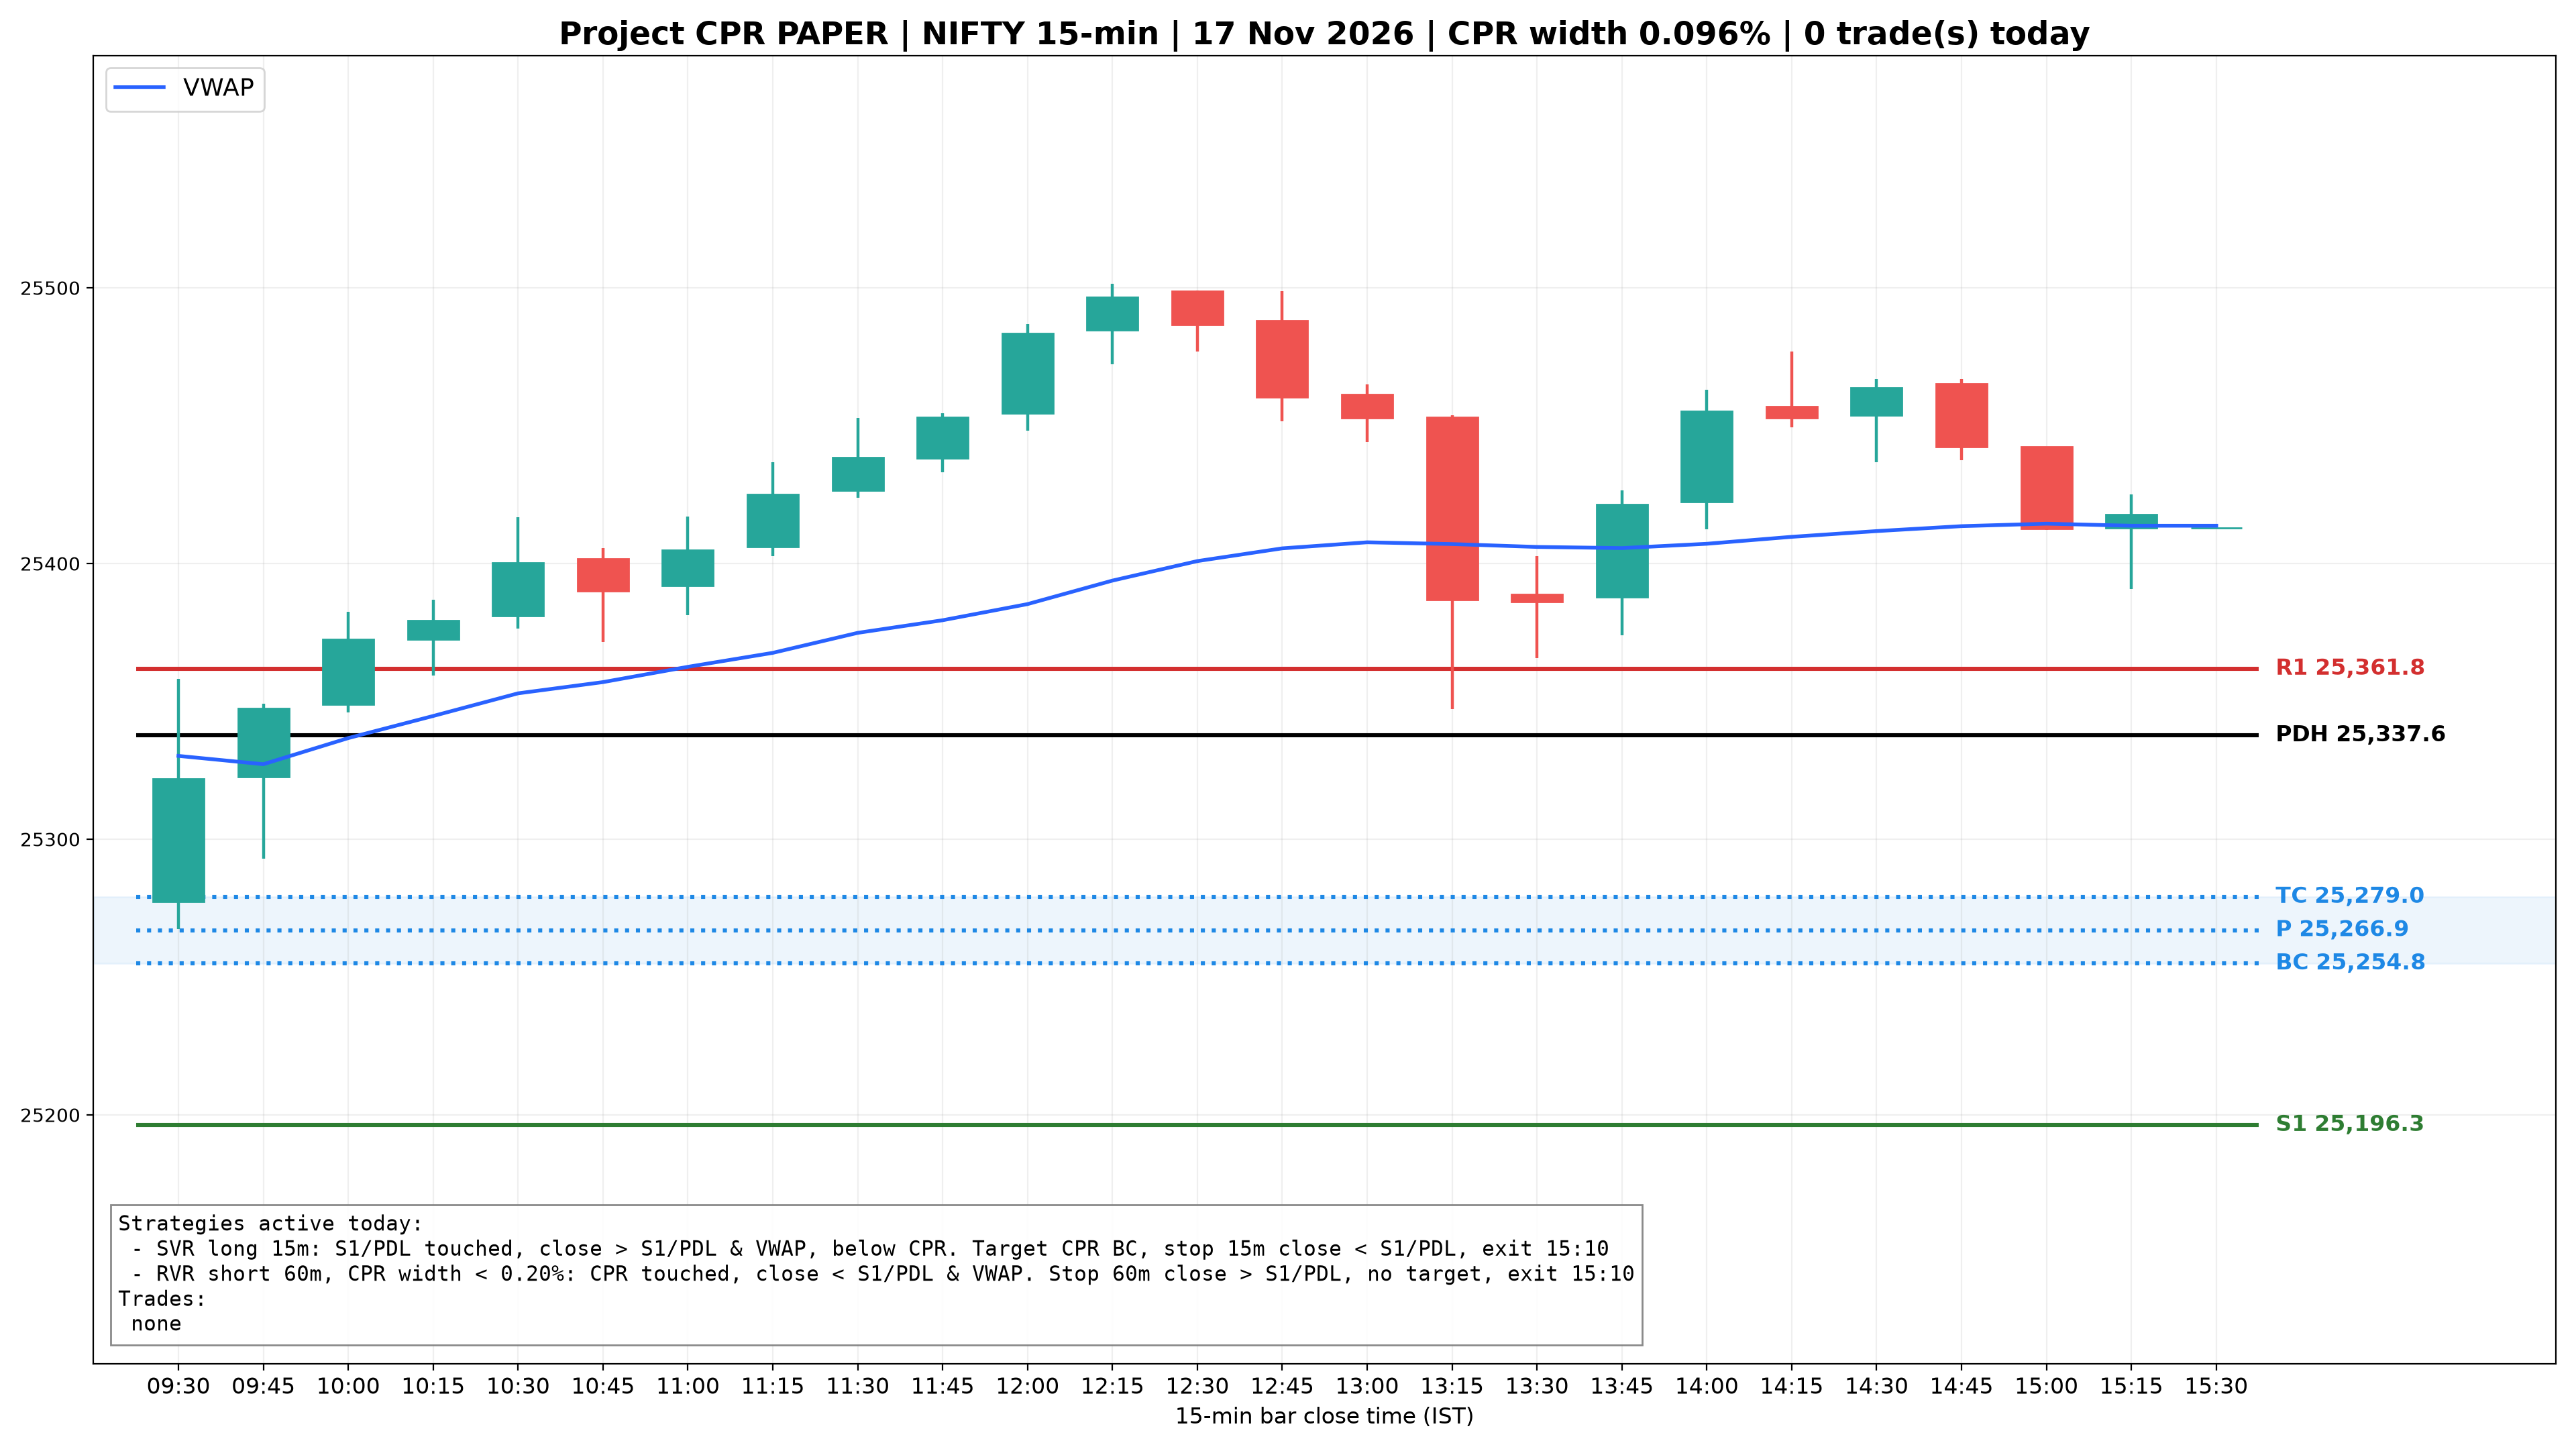 Project CPR PAPER | NIFTY 15-min | 17 Nov 2026 | CPR width 0.096% | 0 trade(s) today
VWAP
25500
25400
25300
25200
R1 25,361.8
PDH 25,337.6
TC 25,279.0
P 25,266.9
BC 25,254.8
S1 25,196.3
Strategies active today:
- SVR long 15m: S1/PDL touched, close > S1/PDL & VWAP, below CPR. Target CPR BC, stop 15m close < S1/PDL, exit 15:10
- RVR short 60m, CPR width < 0.20%: CPR touched, close < S1/PDL & VWAP. Stop 60m close > S1/PDL, no target, exit 15:10
Trades:
none
09:30 09:45 10:00 10:15 10:30 10:45 11:00 11:15 11:30 11:45 12:00 12:15 12:30 12:45 13:00 13:15 13:30 13:45 14:00 14:15 14:30 14:45 15:00 15:15 15:30
15-min bar close time (IST)